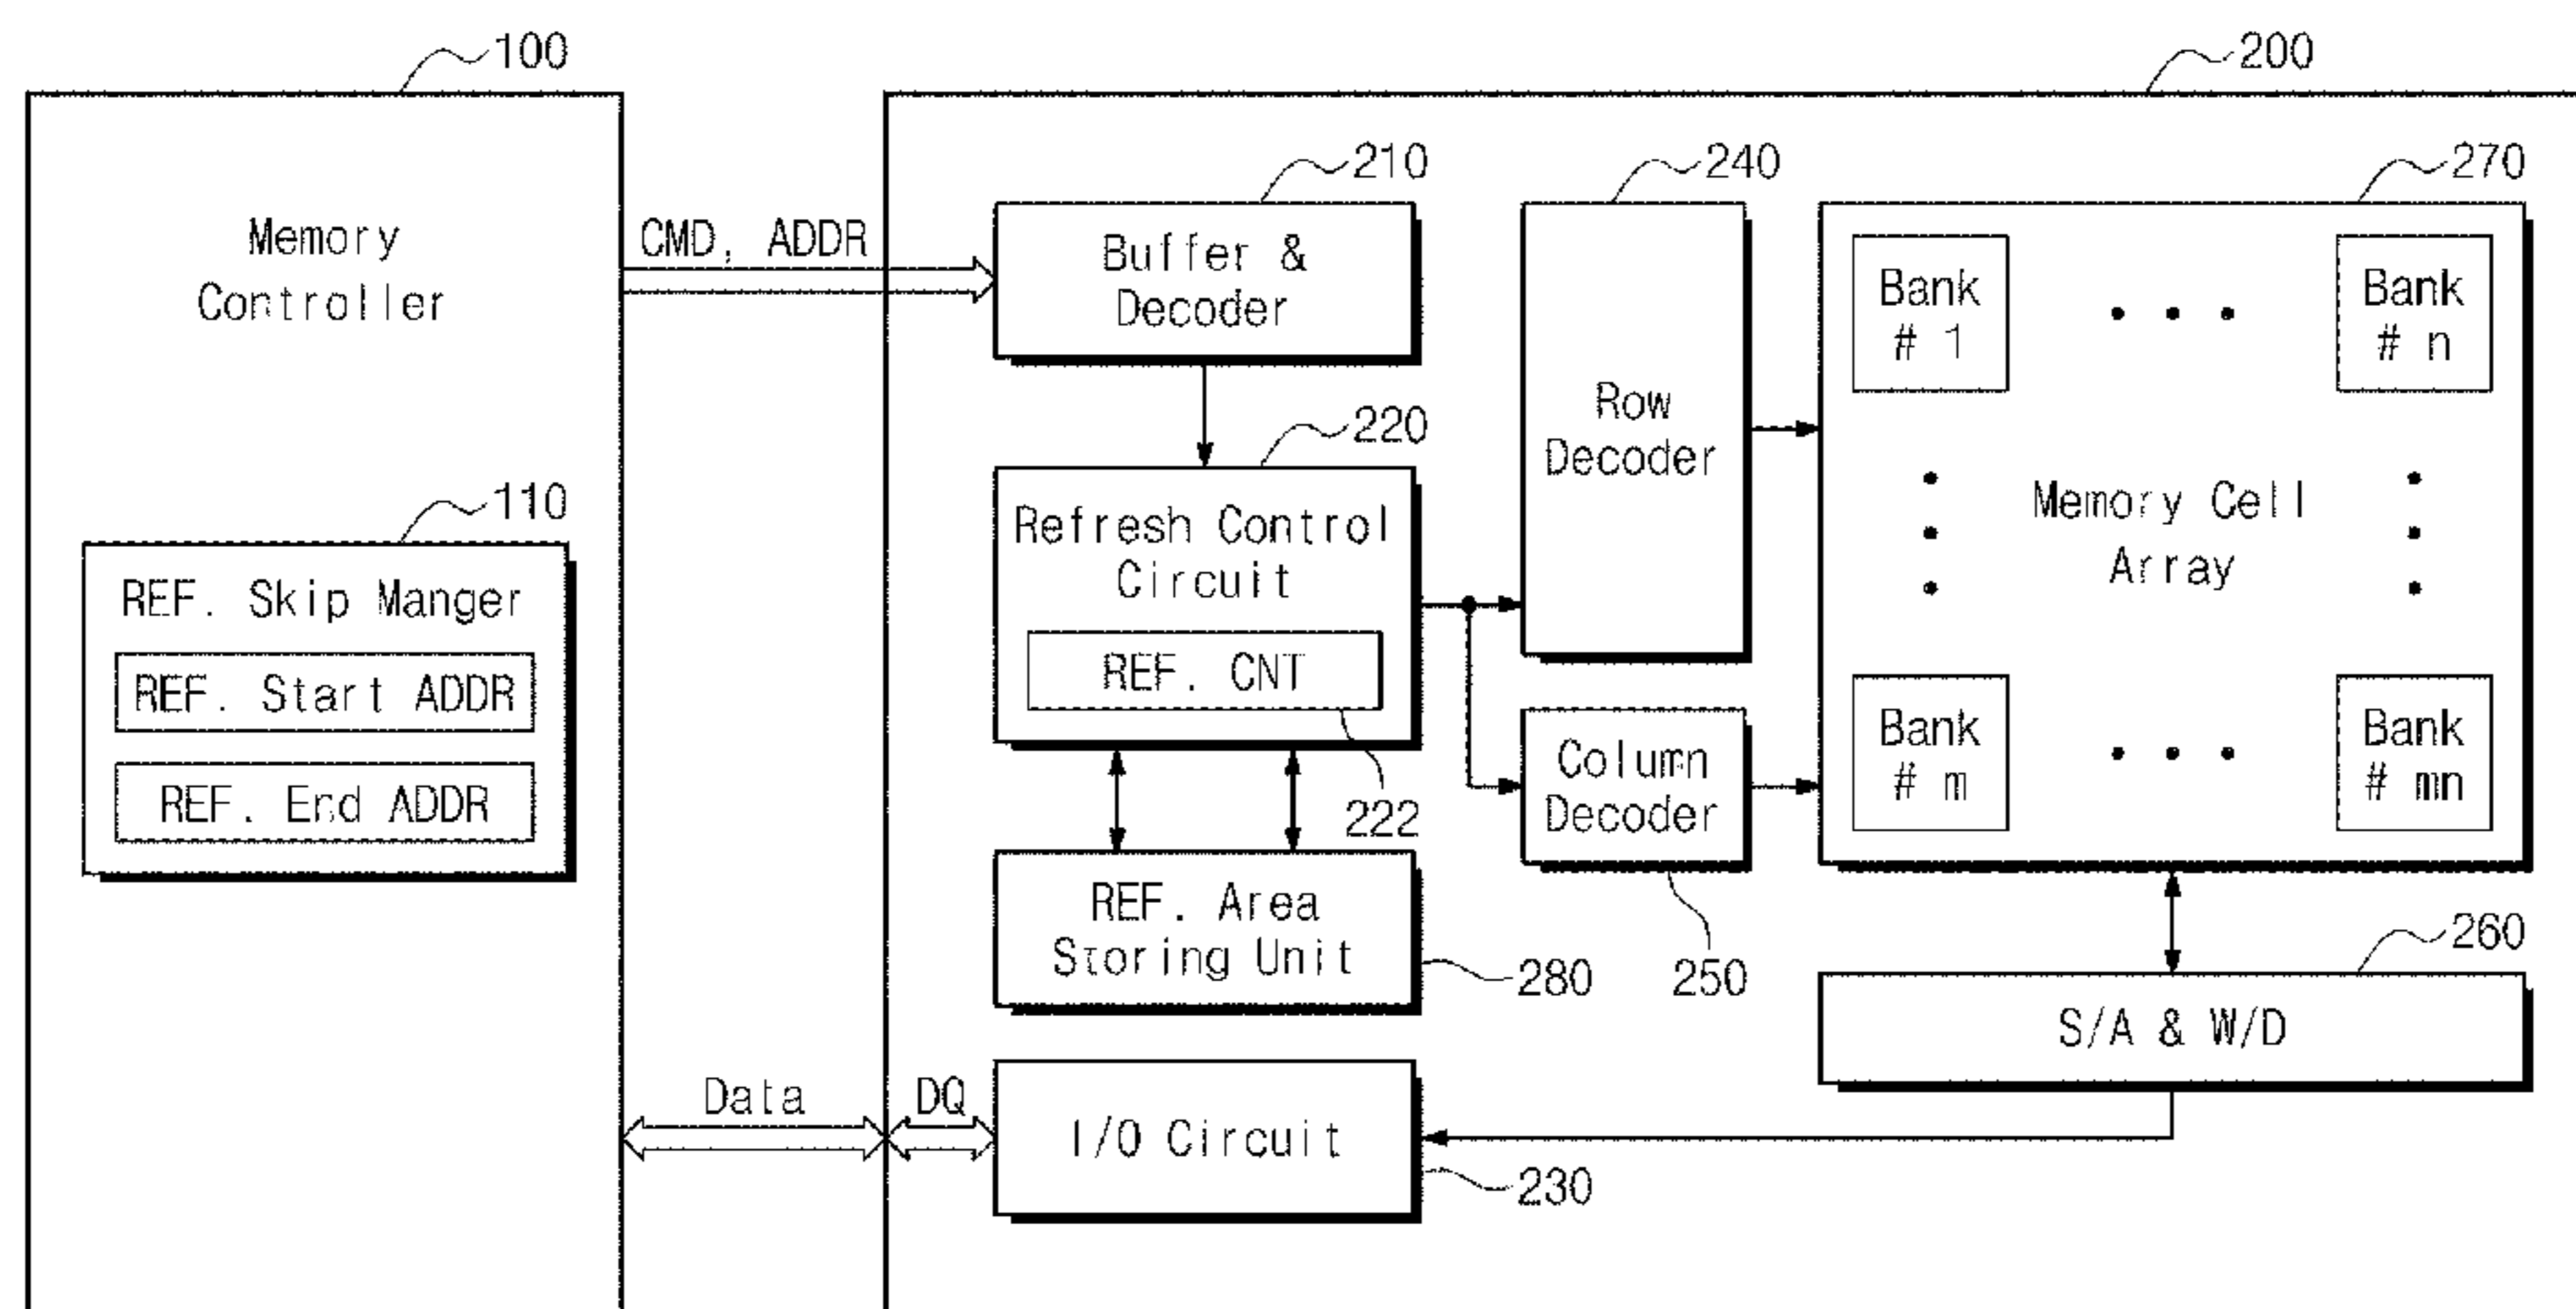 100
200
Memory
Controller
110
REF. Skip Manger
REF. Start ADDR
REF. End ADDR
CMD, ADDR
Data
DQ
210
Buffer &
Decoder
220
Refresh Control
Circuit
REF. CNT
222
REF. Area
Storing Unit
280
I/O Circuit
230
240
Row
Decoder
Column
Decoder
250
270
Bank
# 1
Bank
# n
Memory Cell
Array
Bank
# m
Bank
# mn
260
S/A & W/D